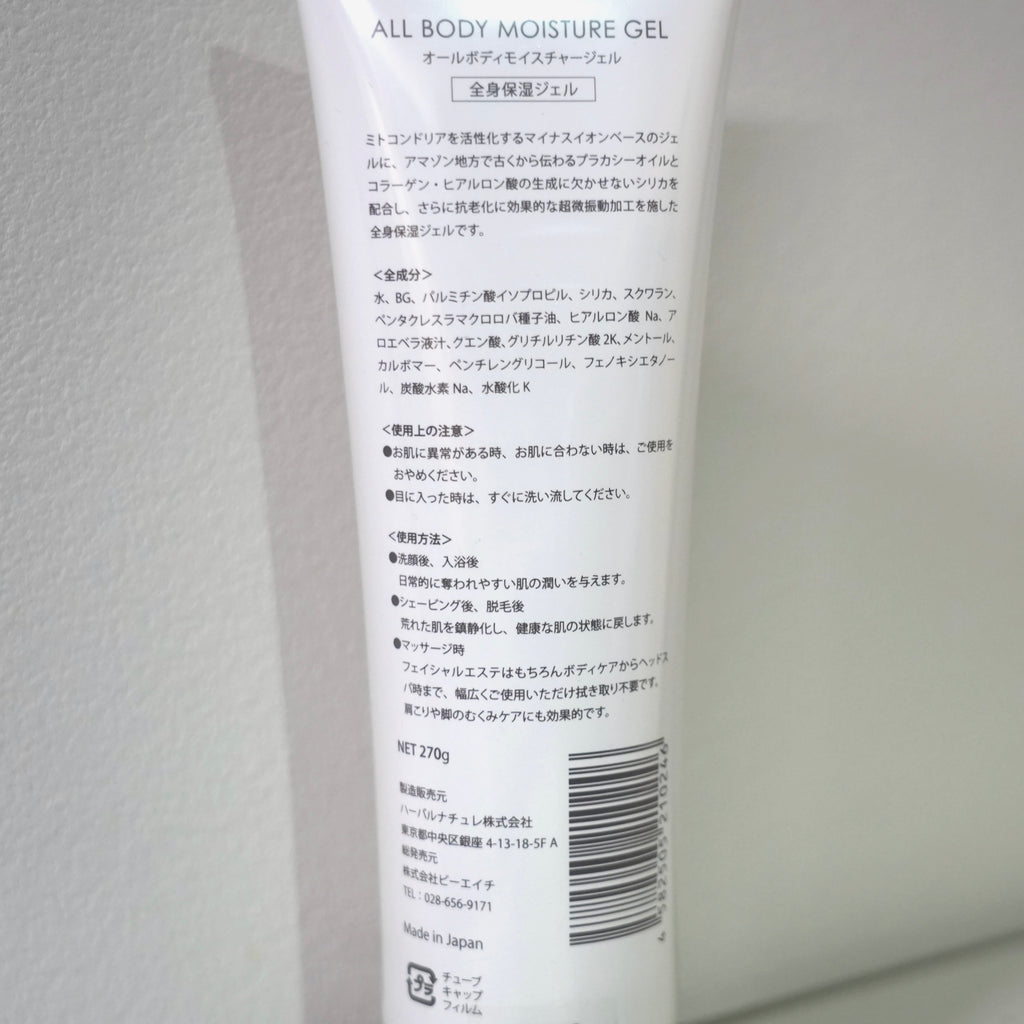 ALL BODY MOISTURE GEL
オールボディモイスチャージェル
全身保湿ジェル
ミトコンドリアを活性化するマイナスイオンベースのジェ
ルに、アマゾン地方で古くから伝わるプラカシーオイルと
コラーゲン・ヒアルロン酸の生成に欠かせないシリカを
配合し、さらに抗老化に効果的な超微振動加工を施した
全身保湿ジェルです。
<全成分>
水、BG、パルミチン酸イソプロピル、シリカ、スクワラン、
ペンタクレスラマクロロバ種子油、ヒアルロン酸 Na、ア
ロエベラ液汁、クエン酸、グリチルリチン酸 2K、メントール、
カルボマー、ペンチレングリコール、フェノキシエタノー
ル、炭酸水素 Na、水酸化 K
<使用上の注意>
●お肌に異常がある時、お肌に合わない時は、ご使用を
おやめください。
●目に入った時は、すぐに洗い流してください。
<使用方法>
●洗顔後、入浴後
日常的に奪われやすい肌の潤いを与えます。
●シェービング後、脱毛後
荒れた肌を鎮静化し、健康な肌の状態に戻します。
●マッサージ時
フェイシャルエステはもちろんボディケアからヘッドス
パ時まで、幅広くご使用いただけ拭き取り不要です。
肩こりや脚のむくみケアにも効果的です。
NET 270g
製造販売元
ハーバルナチュレ株式会社
東京都中央区銀座 4-13-18-5F A
総発売元
株式会社ビーエイチ
TEL：028-656-9171
Made in Japan
プラ
チューブ
キャップ
フィルム
4 582505 210246